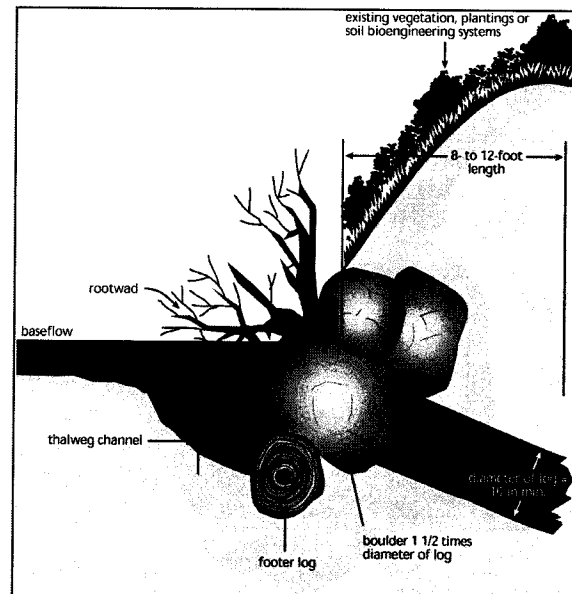 existing vegetation, plantings or
soil bioengineering systems
8- to 12-foot
length
rootwad
baseflow
thalweg channel
diameter of log =
16 in min.
boulder 1 1/2 times
diameter of log
footer log